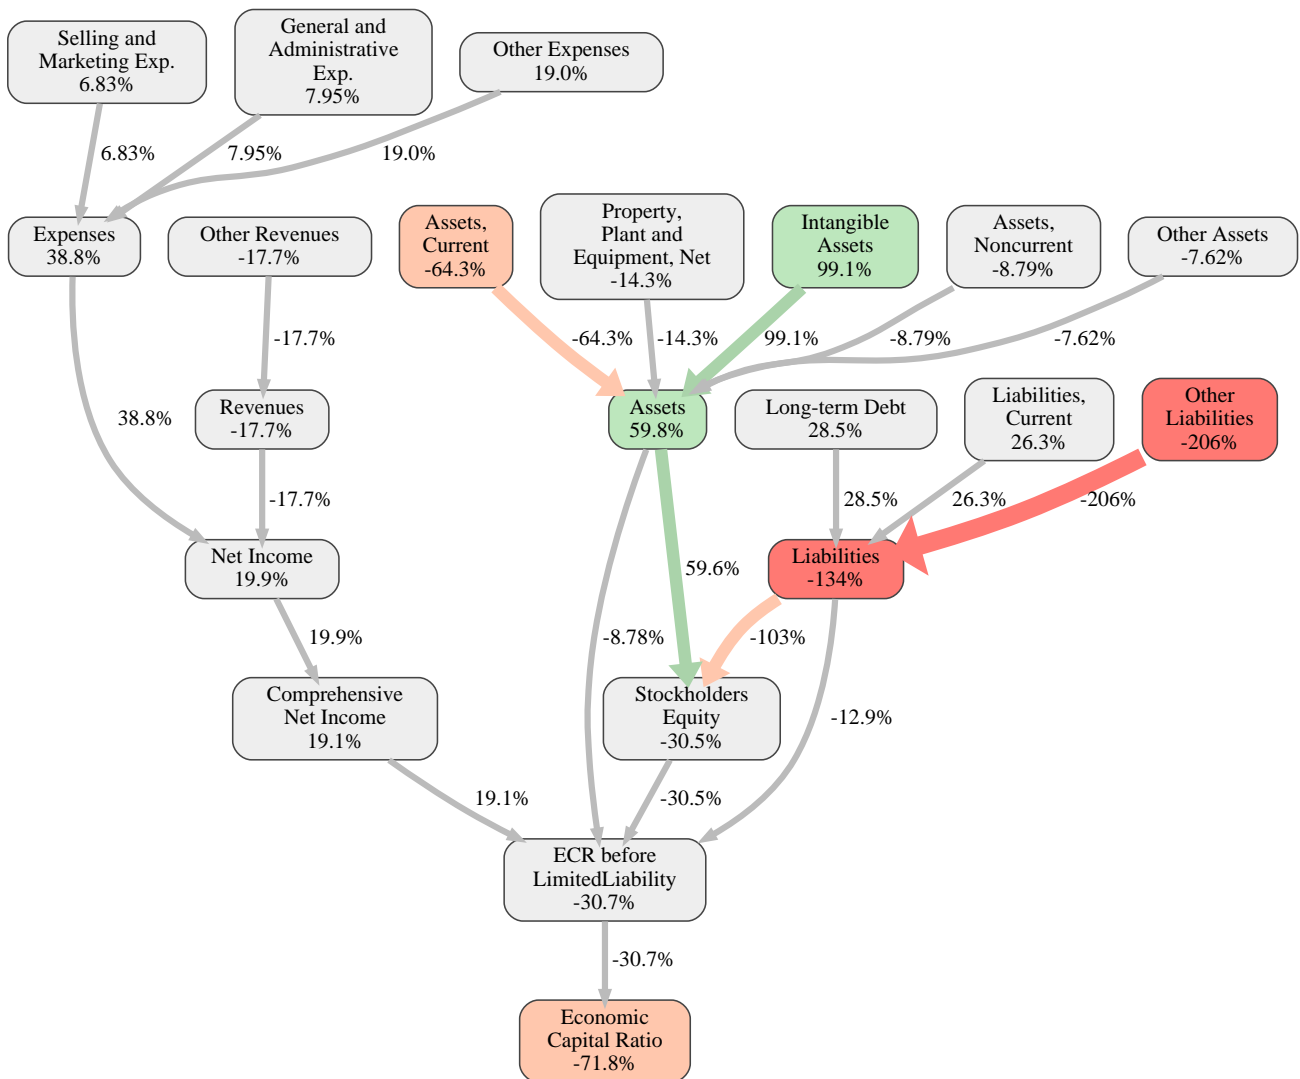 Selling and
Marketing Exp.
6.83%
General and
Administrative
Exp.
7.95%
Other Expenses
19.0%
6.83%
7.95%
19.0%
Expenses
38.8%
Other Revenues
-17.7%
Assets,
Current
-64.3%
Property,
Plant and
Equipment, Net
-14.3%
Intangible
Assets
99.1%
Assets,
Noncurrent
-8.79%
Other Assets
-7.62%
-17.7%
-64.3%
-14.3%
99.1%
-8.79%
-7.62%
38.8%
Revenues
-17.7%
Assets
59.8%
Long-term Debt
28.5%
Liabilities,
Current
26.3%
Other
Liabilities
-206%
-17.7%
28.5%
26.3%
-206%
Net Income
19.9%
59.6%
Liabilities
-134%
19.9%
-8.78%
-103%
Comprehensive
Net Income
19.1%
Stockholders
Equity
-30.5%
-12.9%
19.1%
-30.5%
ECR before
LimitedLiability
-30.7%
-30.7%
Economic
Capital Ratio
-71.8%